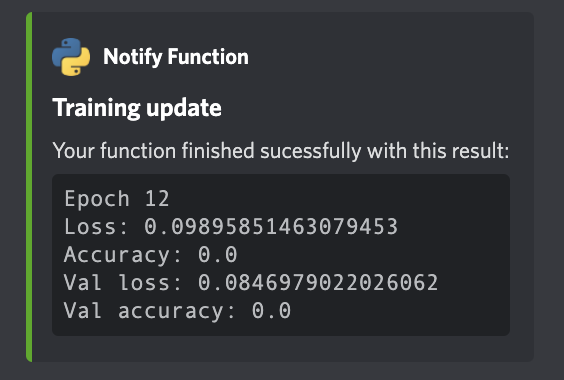 Notify Function
Training update
Your function finished sucessfully with this result:
Epoch 12
Loss: 0.09895851463079453
Accuracy: 0.0
Val loss: 0.0846979022026062
Val accuracy: 0.0